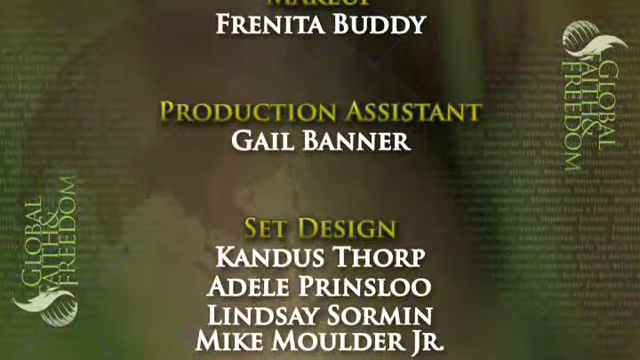 MAKEUP
FRENITA BUDDY
PRODUCTION ASSISTANT
GAIL BANNER
SET DESIGN
KANDUS THORP
ADELE PRINSLOO
LINDSAY SORMIN
MIKE MOULDER JR.
GLOBAL
FAITH&
FREEDOM
GLOBAL
FAITH&
FREEDOM